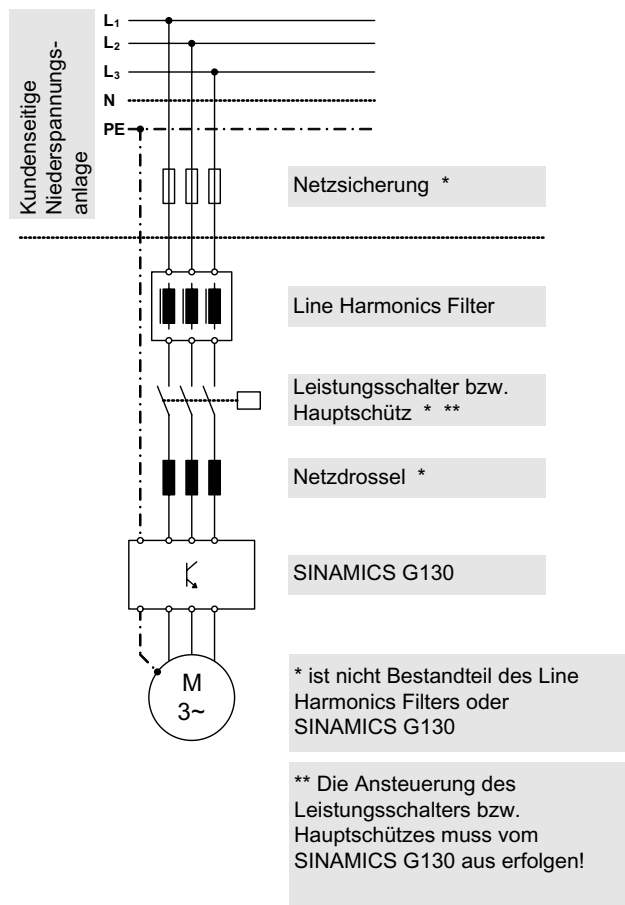 Kundenseitige
Niederspannungs-
anlage
L₁
L₂
L₃
N
PE
Netzsicherung *
Line Harmonics Filter
Leistungsschalter bzw.
Hauptschütz * **
Netzdrossel *
SINAMICS G130
M
3~
* ist nicht Bestandteil des Line
Harmonics Filters oder
SINAMICS G130
** Die Ansteuerung des
Leistungsschalters bzw.
Hauptschützes muss vom
SINAMICS G130 aus erfolgen!